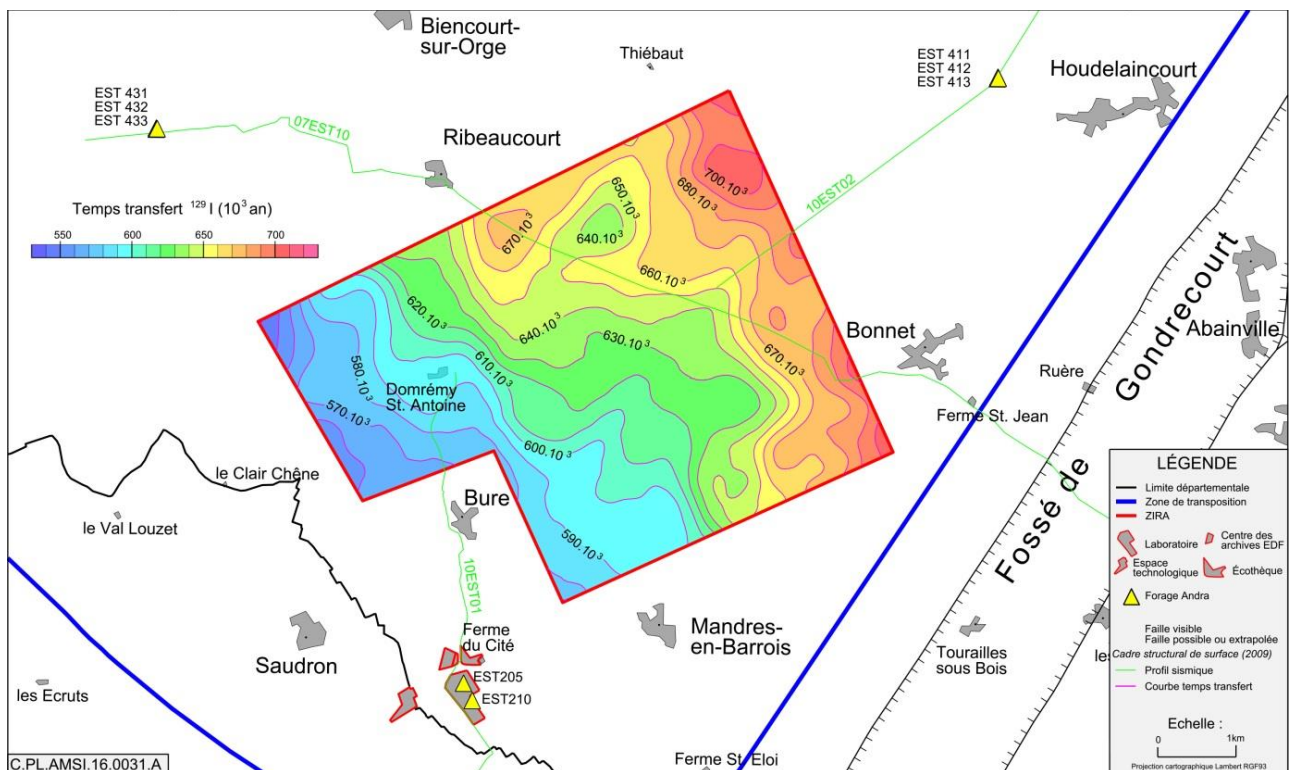 Biencourt-
sur-Orge
Thiébaut
EST 411
EST 412
EST 413
Houdelaincourt
EST 431
EST 432
EST 433
07EST10
Ribeaucourt
Temps transfert ¹²⁹ I (10³ an)
550
600
650
700
650.10³
680.10³
700.10³
10EST02
670.10³
640.10³
660.10³
620.10³
640.10³
630.10³
610.10³
580.10³
570.10³
600.10³
590.10³
670.10³
Domrémy
St. Antoine
Bonnet
Abainville
Ruère
Ferme St. Jean
Fossé de Gondrecourt
le Clair Chêne
le Val Louzet
Bure
10EST01
Ferme
du Cité
Saudron
Mandres-
en-Barrois
Tourailles
sous Bois
les
les Ecruts
EST205
EST210
Ferme St. Eloi
C.PL.AMSI.16.0031.A
LÉGENDE
Limite départementale
Zone de transposition
ZIRA
Laboratoire
Centre des
archives EDF
Espace
technologique
Écothèque
Forage Andra
Faille visible
Faille possible ou extrapolée
Cadre structural de surface (2009)
Profil sismique
Courbe temps transfert
Echelle :
0
1km
Projection cartographique Lambert RGF93